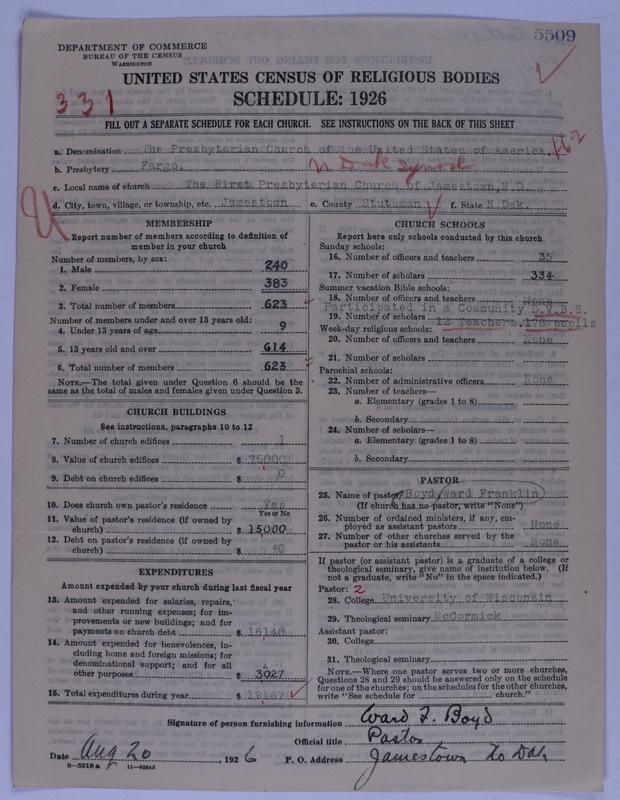 5509
DEPARTMENT OF COMMERCE
BUREAU OF THE CENSUS
WASHINGTON
UNITED STATES CENSUS OF RELIGIOUS BODIES
331
SCHEDULE: 1926
FILL OUT A SEPARATE SCHEDULE FOR EACH CHURCH. SEE INSTRUCTIONS ON THE BACK OF THIS SHEET
a. Denomination The Presbyterian Church of the United States of America. 462
b. Presbytery Fargo. N Dak Synod
c. Local name of church The First Presbyterian Church of Jamestown, N.D
d. City, town, village, or township, etc. Jamestown e. County Stutsman f. State N.Dak.
MEMBERSHIP
Report number of members according to definition of
member in your church
Number of members, by sex:
1. Male 240
2. Female 383
3. Total number of members 623
Number of members under and over 13 years old:
4. Under 13 years of age 9
5. 13 years old and over 614
6. Total number of members 623
NOTE.—The total given under Question 6 should be the
same as the total of males and females given under Question 3.
CHURCH BUILDINGS
See instructions, paragraphs 10 to 12
7. Number of church edifices 1
8. Value of church edifices $ 75000
9. Debt on church edifices $ 0
10. Does church own pastor's residence Yes
Yes or No
11. Value of pastor's residence (if owned by
church) $ 15,000
12. Debt on pastor's residence (if owned by
church) $
EXPENDITURES
Amount expended by your church during last fiscal year
13. Amount expended for salaries, repairs,
and other running expenses; for im-
provements or new buildings; and for
payments on church debt $ 16140
14. Amount expended for benevolences, in-
cluding home and foreign missions; for
denominational support; and for all
other purposes $ 3027
15. Total expenditures during year $ 19167
CHURCH SCHOOLS
Report here only schools conducted by this church
Sunday schools:
16. Number of officers and teachers 35
17. Number of scholars 334
Summer vacation Bible schools:
18. Number of officers and teachers None
Participated in a Community D.V.B.S.
19. Number of scholars
12 Teachers. 178 pupils
Week-day religious schools:
20. Number of officers and teachers None
21. Number of scholars
Parochial schools:
22. Number of administrative officers None
23. Number of teachers—
a. Elementary (grades 1 to 8)
b. Secondary
24. Number of scholars—
a. Elementary (grades 1 to 8)
b. Secondary
PASTOR
25. Name of pastor Boyd Ward Franklin
(If church has no pastor, write "None")
26. Number of ordained ministers, if any, em-
ployed as assistant pastors None
27. Number of other churches served by the
pastor or his assistants None
If pastor (or assistant pastor) is a graduate of a college or
theological seminary, give name of institution below. (If
not a graduate, write "No" in the space indicated.)
Pastor: 2
28. College University of Wisconsin
29. Theological seminary McCormick
Assistant pastor:
30. College
31. Theological seminary
NOTE.—Where one pastor serves two or more churches,
Questions 28 and 29 should be answered only on the schedule
for one of the churches; on the schedules for the other churches,
write "See schedule for church."
Signature of person furnishing information Ward F. Boyd
Official title Pastor
Date Aug 20, 1926 P. O. Address Jamestown No Dak
8—5518 a 11—9064d